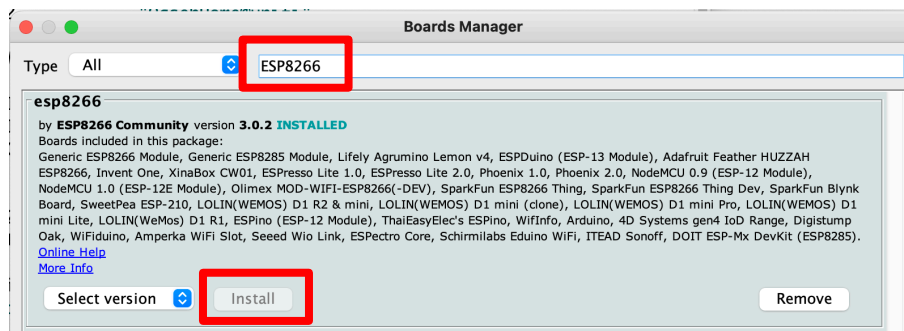 Boards Manager
Type All ESP8266
esp8266
by ESP8266 Community version 3.0.2 INSTALLED
Boards included in this package:
Generic ESP8266 Module, Generic ESP8285 Module, Lifely Agrumino Lemon v4, ESPDuino (ESP-13 Module), Adafruit Feather HUZZAH
ESP8266, Invent One, XinaBox CW01, ESPresso Lite 1.0, ESPresso Lite 2.0, Phoenix 1.0, Phoenix 2.0, NodeMCU 0.9 (ESP-12 Module),
NodeMCU 1.0 (ESP-12E Module), Olimex MOD-WIFI-ESP8266(-DEV), SparkFun ESP8266 Thing, SparkFun ESP8266 Thing Dev, SparkFun Blynk
Board, SweetPea ESP-210, LOLIN(WEMOS) D1 R2 & mini, LOLIN(WEMOS) D1 mini (clone), LOLIN(WEMOS) D1 mini Pro, LOLIN(WEMOS) D1
mini Lite, LOLIN(WeMos) D1 R1, ESPino (ESP-12 Module), ThaiEasyElec's ESPino, WifInfo, Arduino, 4D Systems gen4 IoD Range, Digistump
Oak, WiFiduino, Amperka WiFi Slot, Seeed Wio Link, ESPectro Core, Schirmilabs Eduino WiFi, ITEAD Sonoff, DOIT ESP-Mx DevKit (ESP8285).
Online Help
More Info
Select version Install Remove